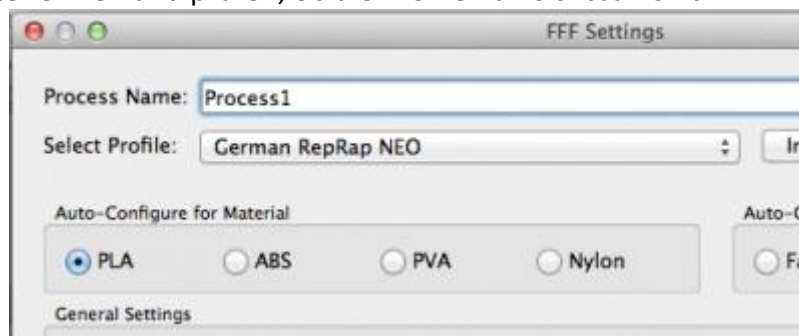 FFF Settings
Process Name: Process1
Select Profile: German RepRap NEO
Auto-Configure for Material
PLA ABS PVA Nylon
General Settings